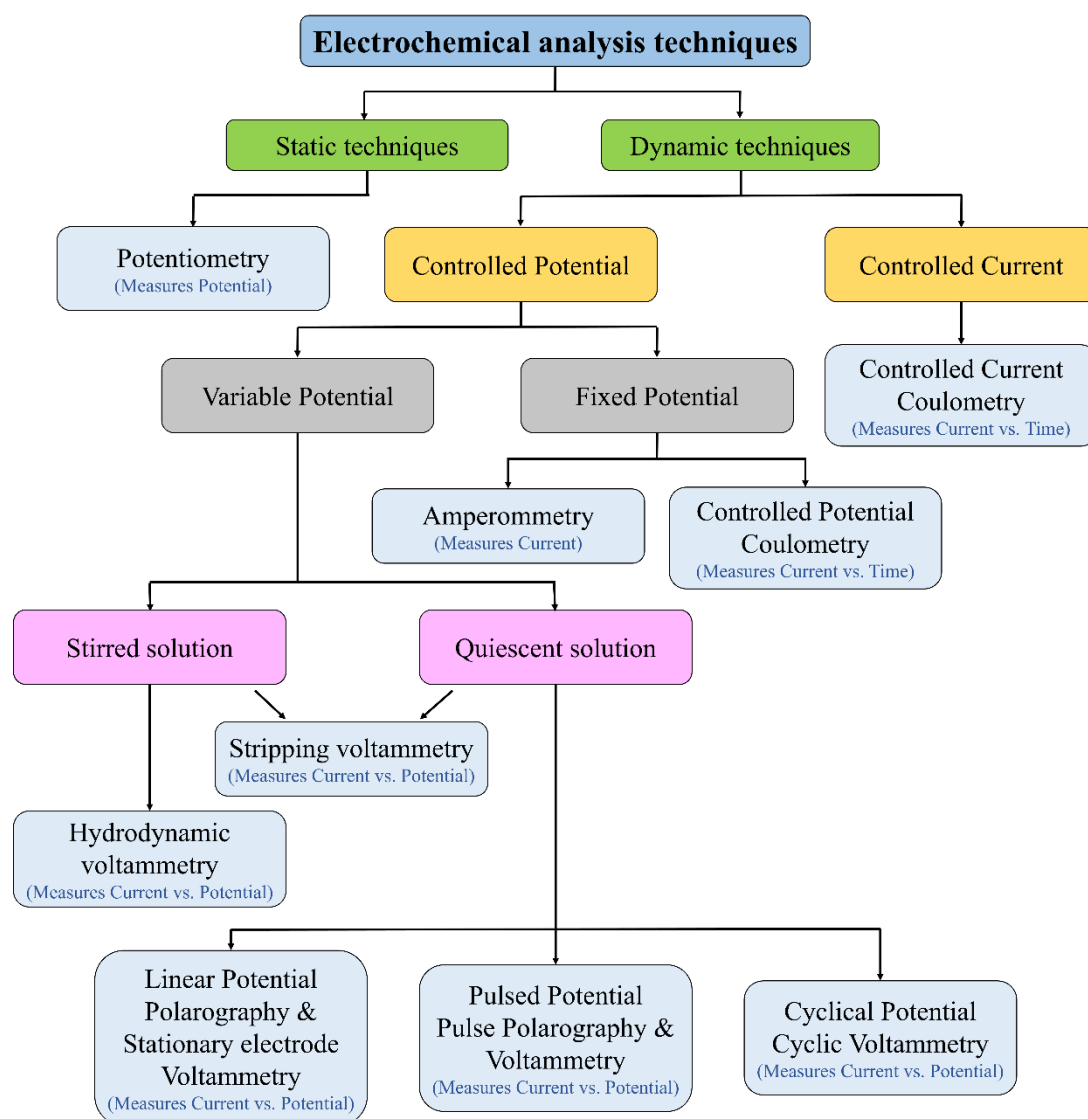 Electrochemical analysis techniques
Static techniques
Dynamic techniques
Potentiometry
(Measures Potential)
Controlled Potential
Controlled Current
Variable Potential
Fixed Potential
Controlled Current
Coulometry
(Measures Current vs. Time)
Amperommetry
(Measures Current)
Controlled Potential
Coulometry
(Measures Current vs. Time)
Stirred solution
Quiescent solution
Stripping voltammetry
(Measures Current vs. Potential)
Hydrodynamic
voltammetry
(Measures Current vs. Potential)
Linear Potential
Polarography &
Stationary electrode
Voltammetry
(Measures Current vs. Potential)
Pulsed Potential
Pulse Polarography &
Voltammetry
(Measures Current vs. Potential)
Cyclical Potential
Cyclic Voltammetry
(Measures Current vs. Potential)